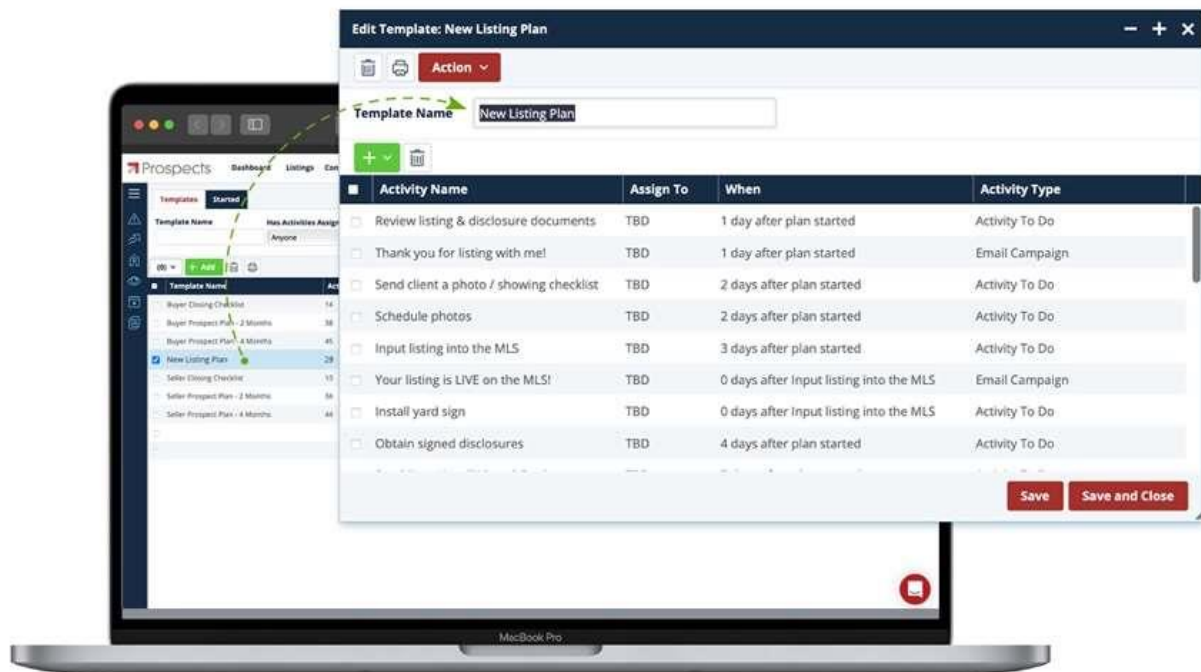 Edit Template: New Listing Plan
Action
Template Name New Listing Plan
Activity Name Assign To When Activity Type
Review listing & disclosure documents TBD 1 day after plan started Activity To Do
Thank you for listing with me! TBD 1 day after plan started Email Campaign
Send client a photo / showing checklist TBD 2 days after plan started Activity To Do
Schedule photos TBD 2 days after plan started Activity To Do
Input listing into the MLS TBD 3 days after plan started Activity To Do
Your listing is LIVE on the MLS! TBD 0 days after Input listing into the MLS Email Campaign
Install yard sign TBD 0 days after Input listing into the MLS Activity To Do
Obtain signed disclosures TBD 4 days after plan started Activity To Do
Save Save and Close
Prospects Dashboard Listings Con
Templates Started
Template Name Has Activities Assign
Anyone
(0) + Add
Template Name Act
Buyer Closing Checklist 14
Buyer Prospect Plan - 2 Months 38
Buyer Prospect Plan - 4 Months 45
New Listing Plan 28
Seller Closing Checklist
Seller Prospect Plan - 2 Months
Seller Prospect Plan - 4 Months 44
MacBook Pro